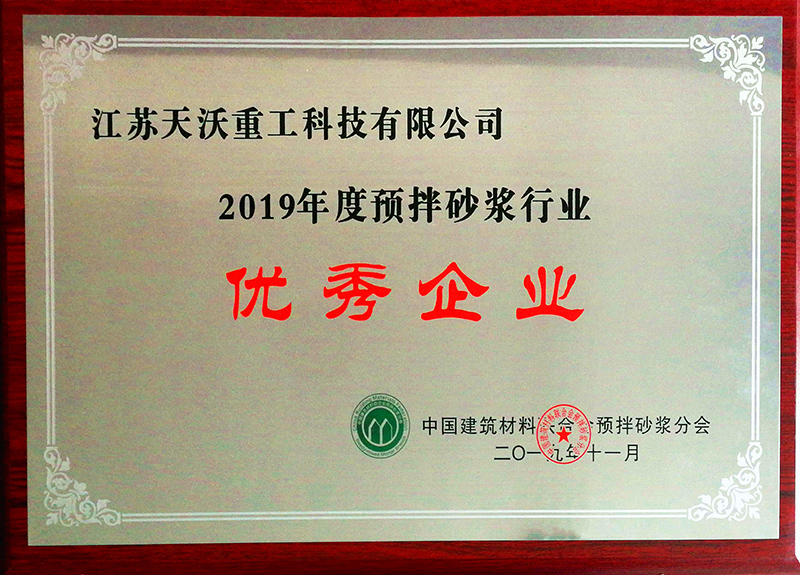 江苏天沃重工科技有限公司
2019年度预拌砂浆行业
优秀企业
中国建筑材料联合会预拌砂浆分会
二〇一九年十一月